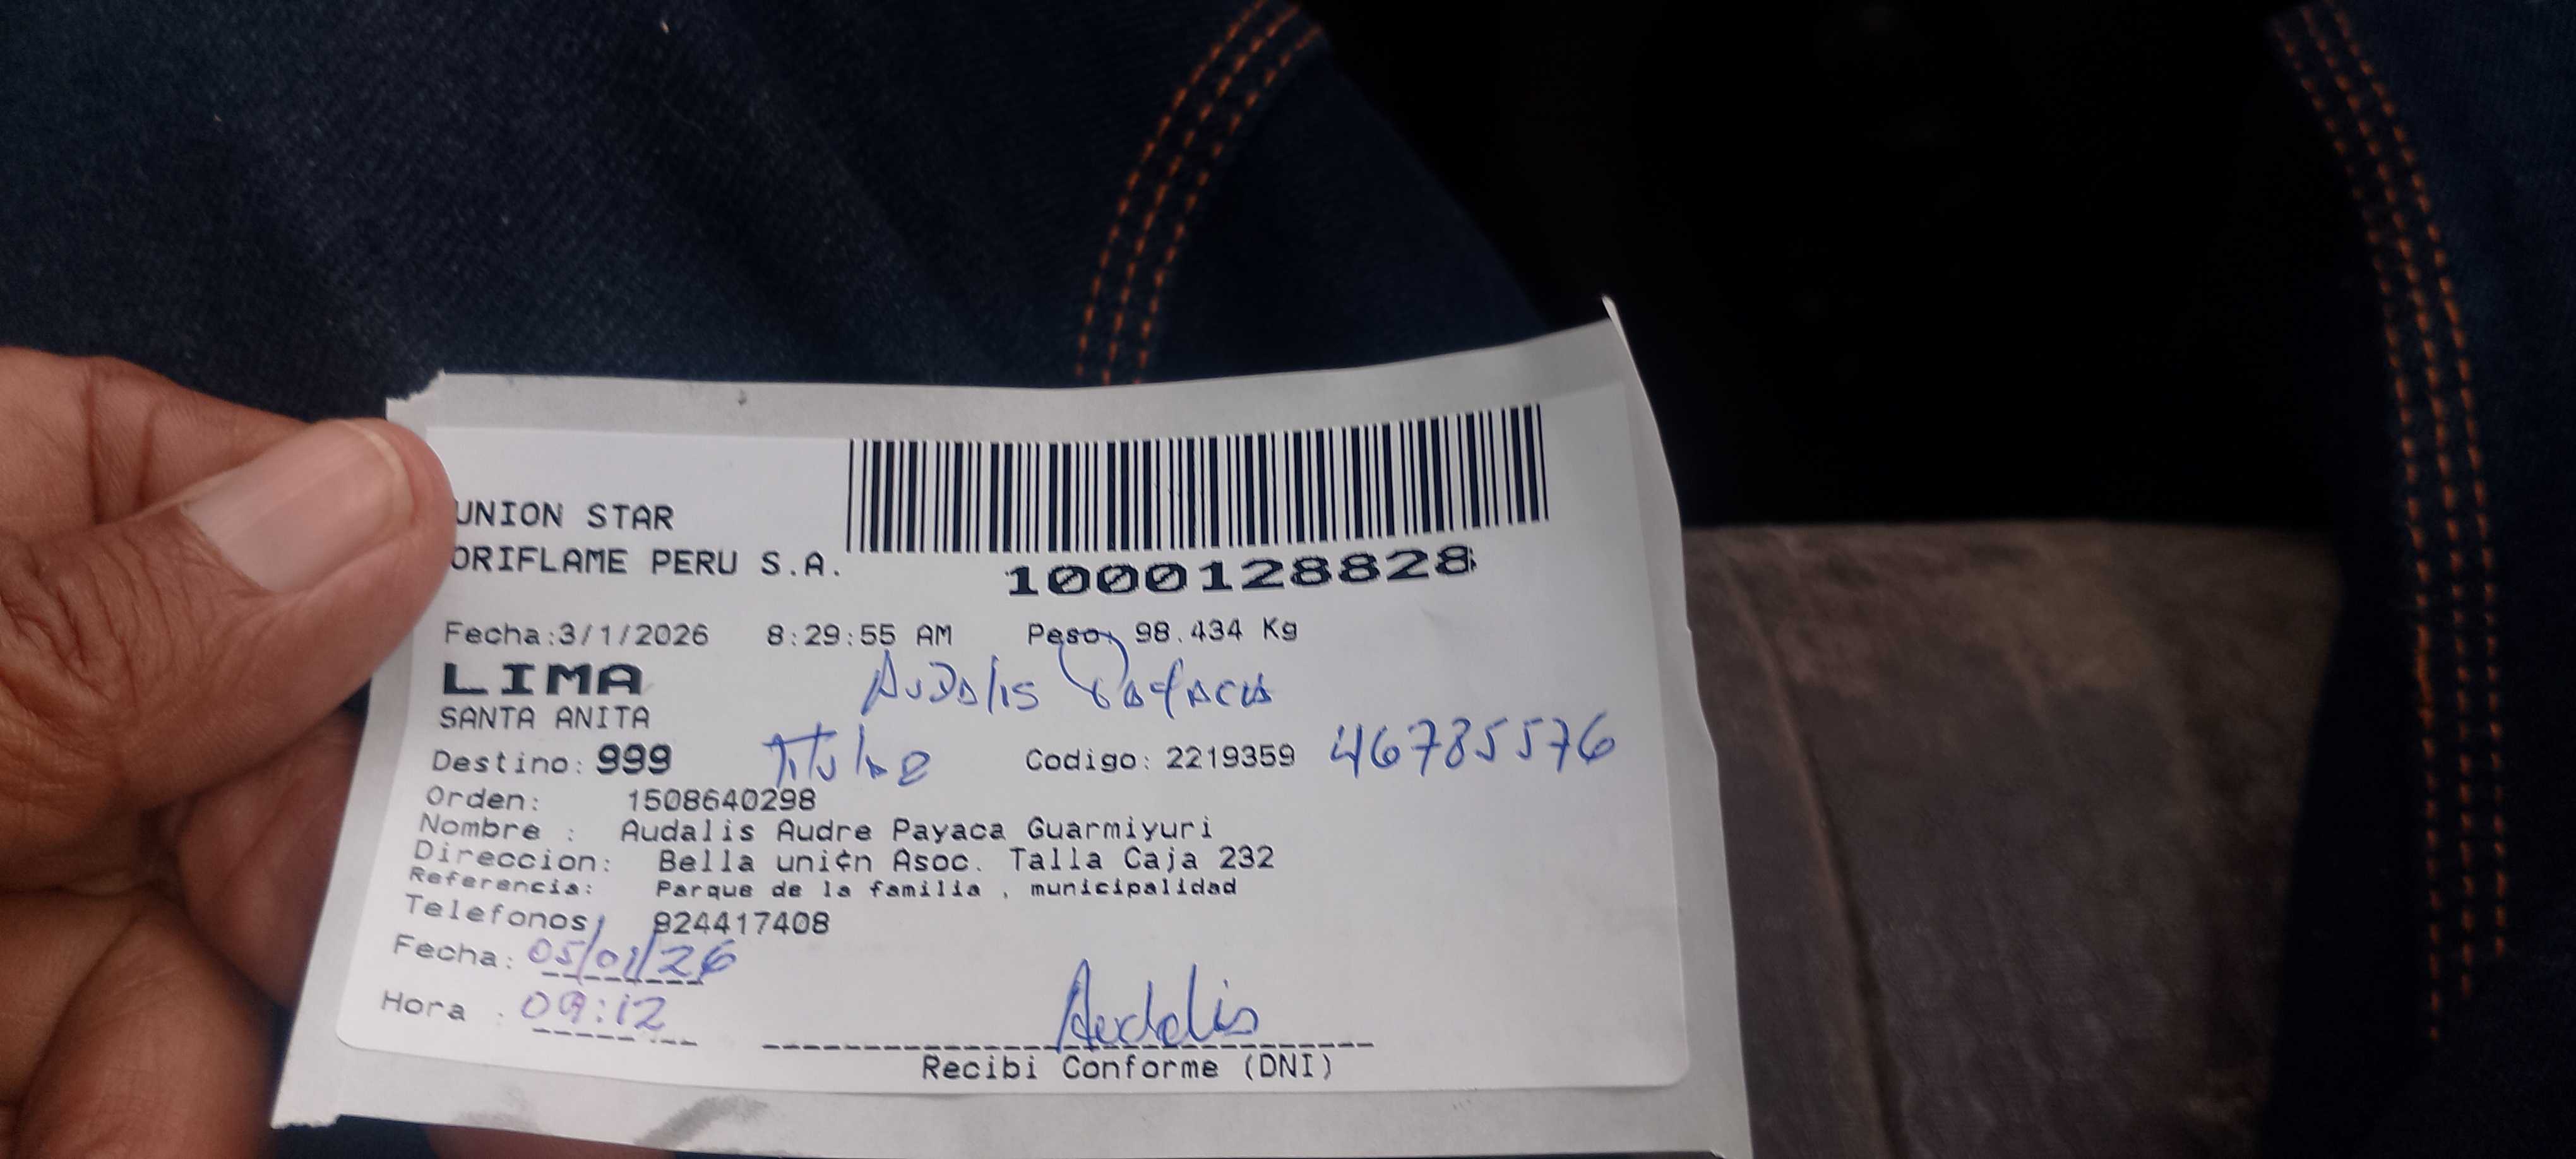 UNION STAR
ORIFLAME PERU S.A.
1000128828
Fecha:3/1/2026 8:29:55 AM Peso: 98.434 Kg
LIMA
Audalis
SANTA ANITA
Destino: 999 Titular Codigo: 2219359 46785576
Orden: 1508640298
Nombre : Audalis Audre Payaca Guarmiyuri
Direccion: Bella uni¢n Asoc. Talla Caja 232
Referencia: Parque de la familia , municipalidad
Telefonos 924417408
Fecha: 05/01/26
Hora : 09:12
Audalis
Recibi Conforme (DNI)